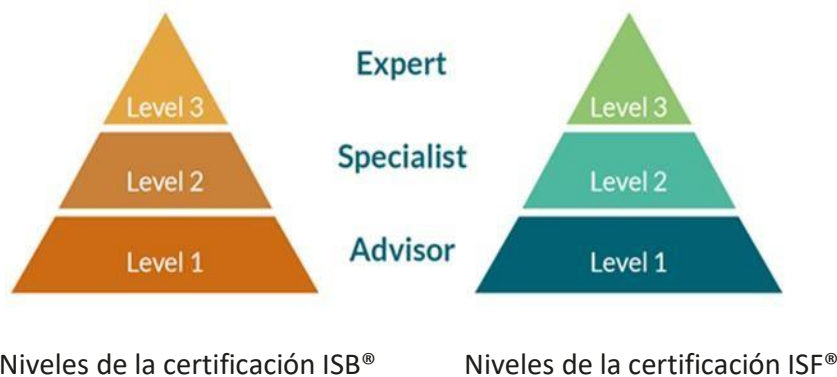 Expert
Level 3
Level 3
Specialist
Level 2
Level 2
Advisor
Level 1
Level 1
Niveles de la certificación ISB®
Niveles de la certificación ISF®